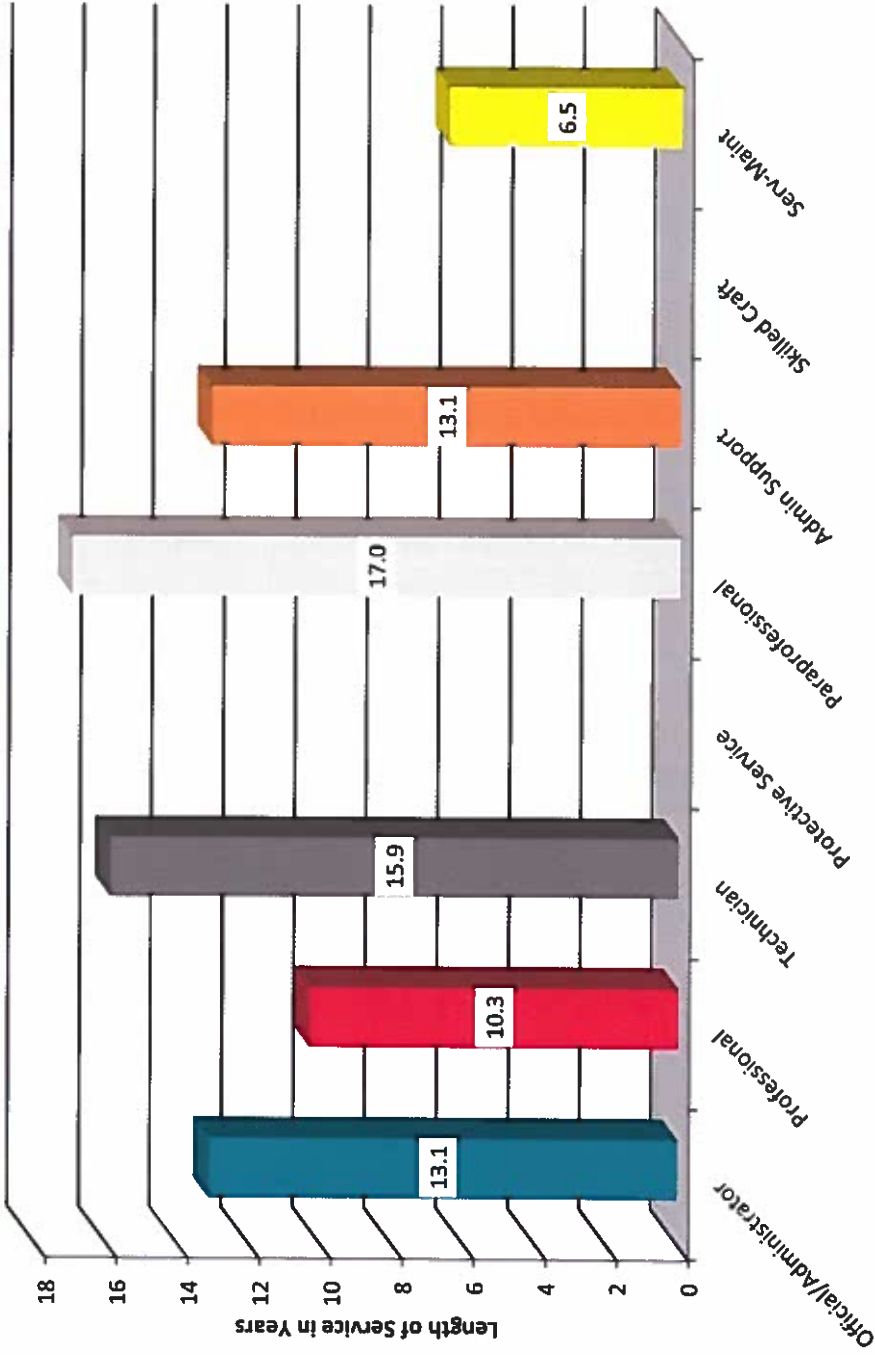 Length of Service in Years
18
16
14
12
10
8
6
4
2
0
13.1
10.3
15.9
17.0
13.1
6.5
Official/Administrator
Professional
Technician
Protective Service
Paraprofessional
Admin Support
Skilled Craft
Serv-Maint